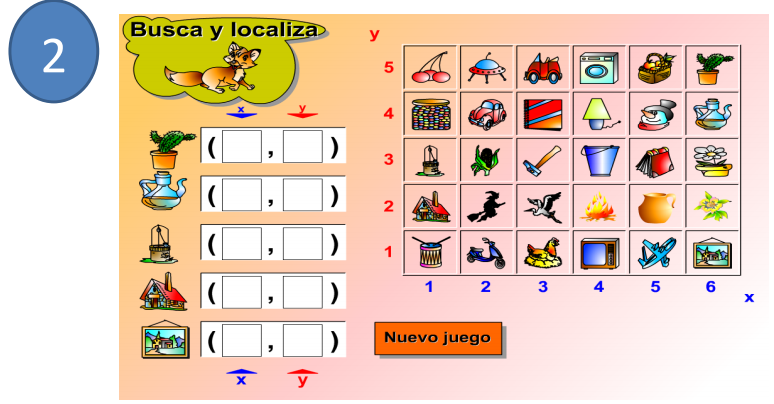 2
Busca y localiza
x y
( , )
( , )
( , )
( , )
( , )
x y
y
5
4
3
2
1
1 2 3 4 5 6
x
Nuevo juego